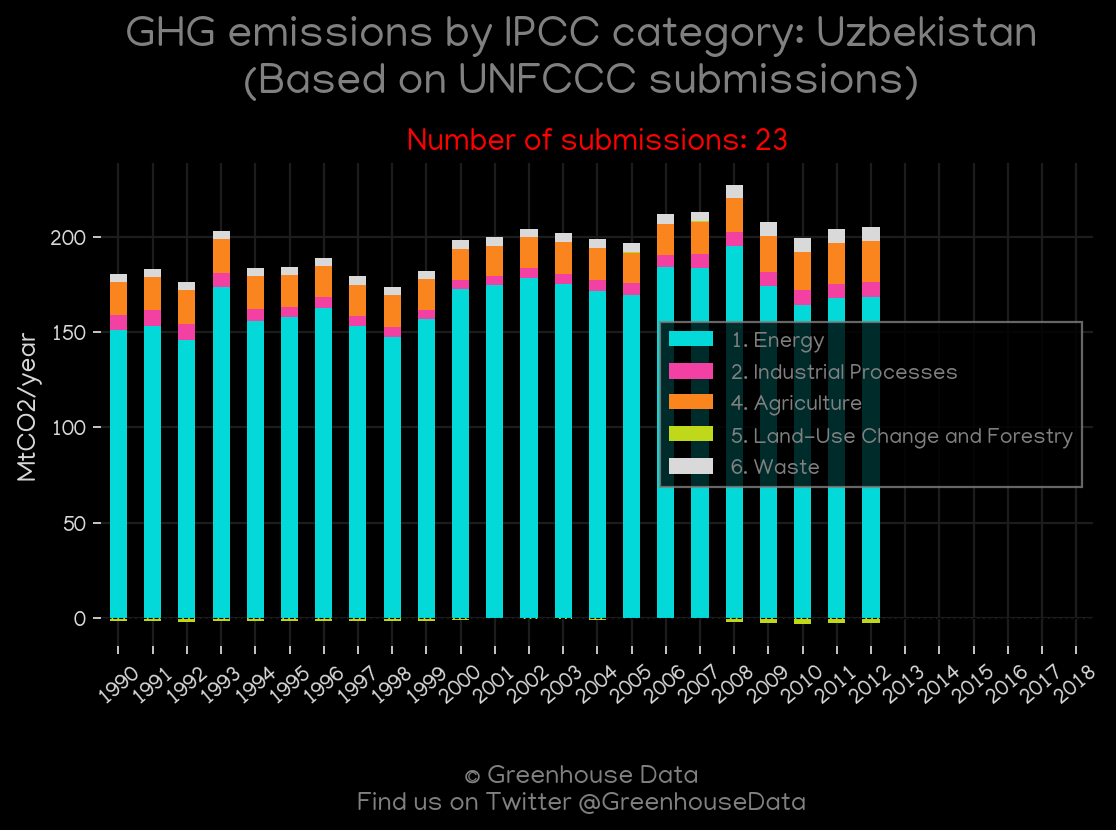 GHG emissions by IPCC category: Uzbekistan
(Based on UNFCCC submissions)
Number of submissions: 23
MtCO2/year
200
150
100
50
0
1. Energy
2. Industrial Processes
4. Agriculture
5. Land-Use Change and Forestry
6. Waste
1990 1991 1992 1993 1994 1995 1996 1997 1998 1999 2000 2001 2002 2003 2004 2005 2006 2007 2008 2009 2010 2011 2012 2013 2014 2015 2016 2017 2018
© Greenhouse Data
Find us on Twitter @GreenhouseData